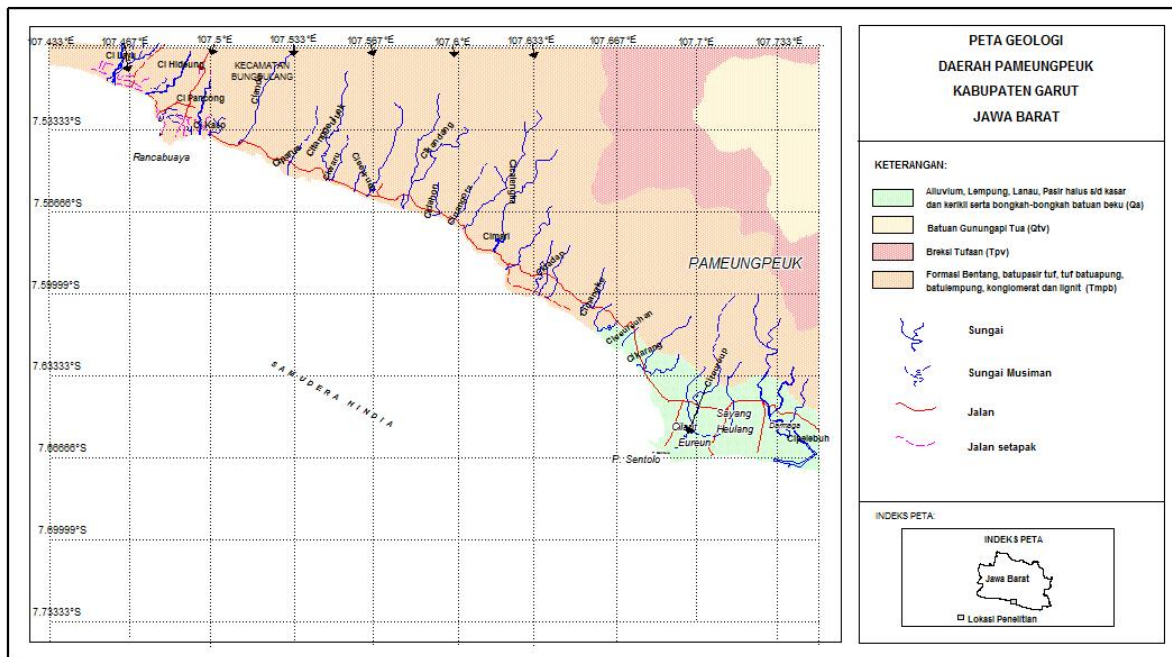 107.433°E 107.467°E 107.5°E 107.533°E 107.567°E 107.6°E 107.633°E 107.667°E 107.7°E 107.733°E
Ci Hideung
KECAMATAN
BUNGBULANG
Ci Pancong
7.53333°S
Rancabuaya
Cikandang
7.56666°S
Cidahon
Cimari
PAMEUNGPEUK
7.59999°S
Cikarang
7.63333°S
SAMUDERA HINDIA
Sayang
Heulang
Cilaut
Eureun
Cipalebuh
7.66666°S
P. Sentolo
7.69999°S
7.73333°S
PETA GEOLOGI
DAERAH PAMEUNGPEUK
KABUPATEN GARUT
JAWA BARAT
KETERANGAN:
Alluvium, Lempung, Lanau, Pasir halus s/d kasar
dan kerikil serta bongkah-bongkah batuan beku (Qa)
Batuan Gunungapi Tua (Qtv)
Breksi Tufaan (Tpv)
Formasi Bentang, batupasir tuf, tuf batuapung,
batulempung, konglomerat dan lignit (Tmpb)
Sungai
Sungai Musiman
Jalan
Jalan setapak
INDEKS PETA:
INDEKS PETA
Jawa Barat
Lokasi Penelitian